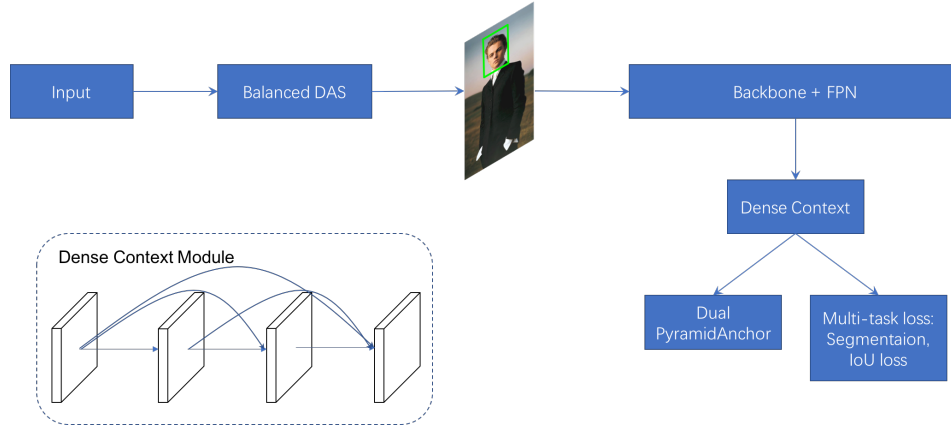 Input
Balanced DAS
Backbone + FPN
Dense Context
Dense Context Module
Dual
PyramidAnchor
Multi-task loss:
Segmentaion,
IoU loss